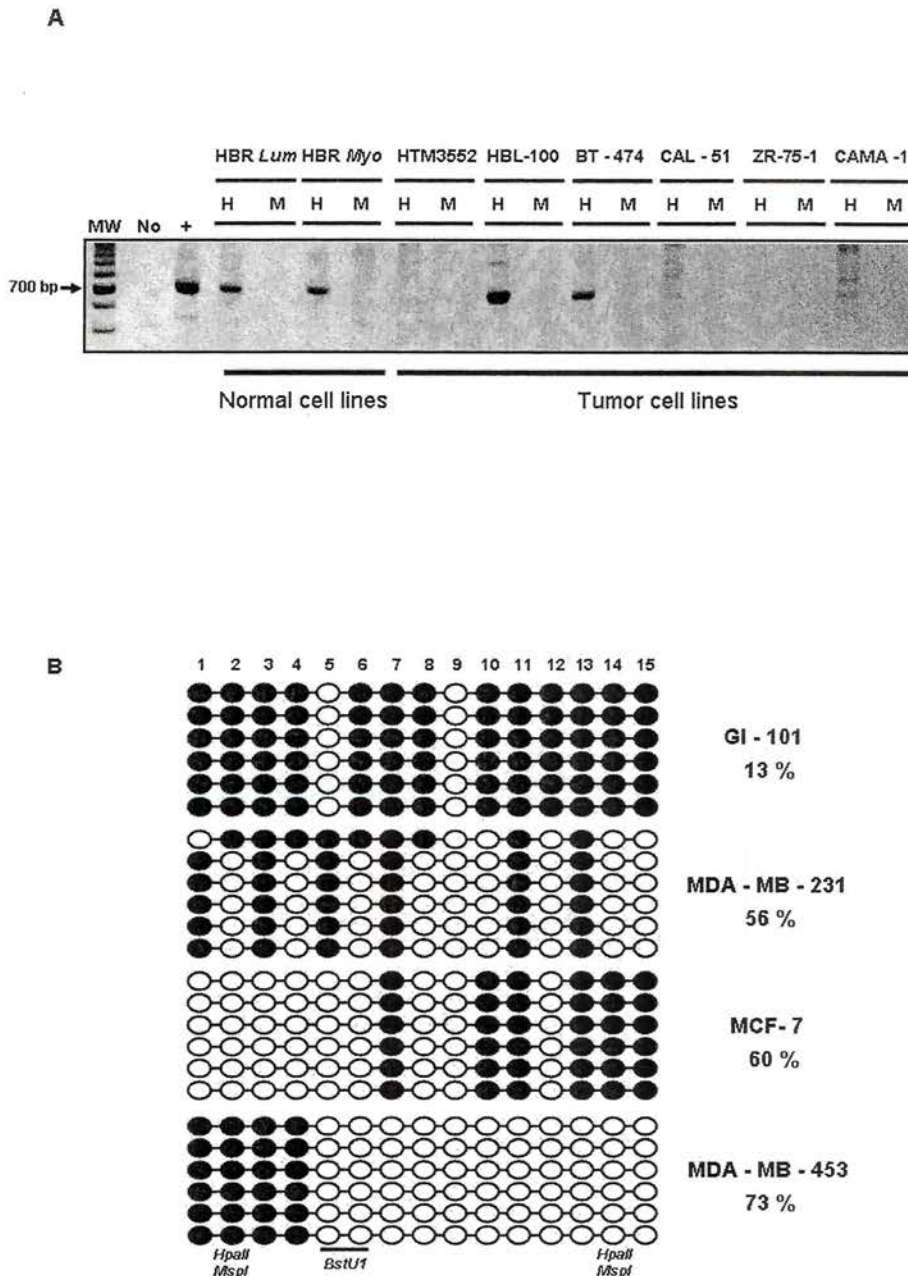 A
HBR Lum HBR Myo HTM3552 HBL-100 BT - 474 CAL - 51 ZR-75-1 CAMA -1
H M H M H M H M H M H M H M H M
MW No +
700 bp
Normal cell lines Tumor cell lines
B
1 2 3 4 5 6 7 8 9 10 11 12 13 14 15
GI - 101
13 %
MDA - MB - 231
56 %
MCF- 7
60 %
MDA - MB - 453
73 %
HpaII BstU1 HpaII
MspI MspI